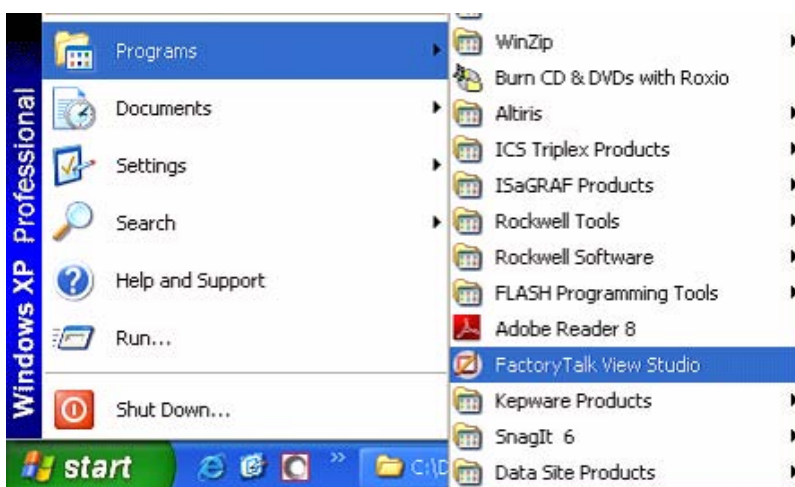 Windows XP Professional
Programs
Documents
Settings
Search
Help and Support
Run...
Shut Down...
WinZip
Burn CD & DVDs with Roxio
Altiris
ICS Triplex Products
ISaGRAF Products
Rockwell Tools
Rockwell Software
FLASH Programming Tools
Adobe Reader 8
FactoryTalk View Studio
Kepware Products
SnagIt 6
Data Site Products
start
C:\D